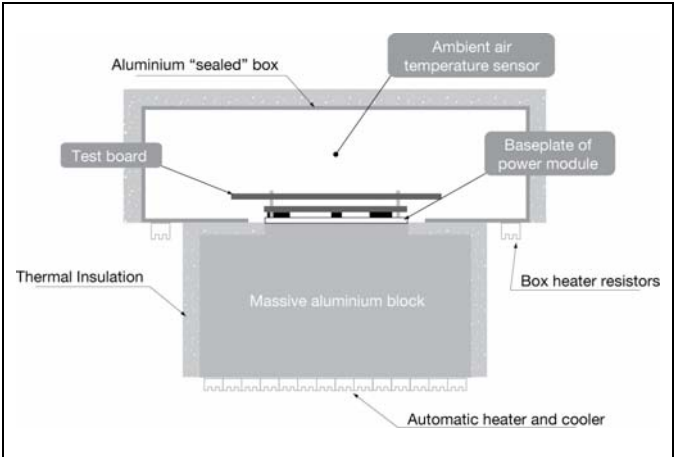 Aluminium “sealed” box
Ambient air
temperature sensor
Test board
Baseplate of
power module
Thermal Insulation
Massive aluminium block
Box heater resistors
Automatic heater and cooler